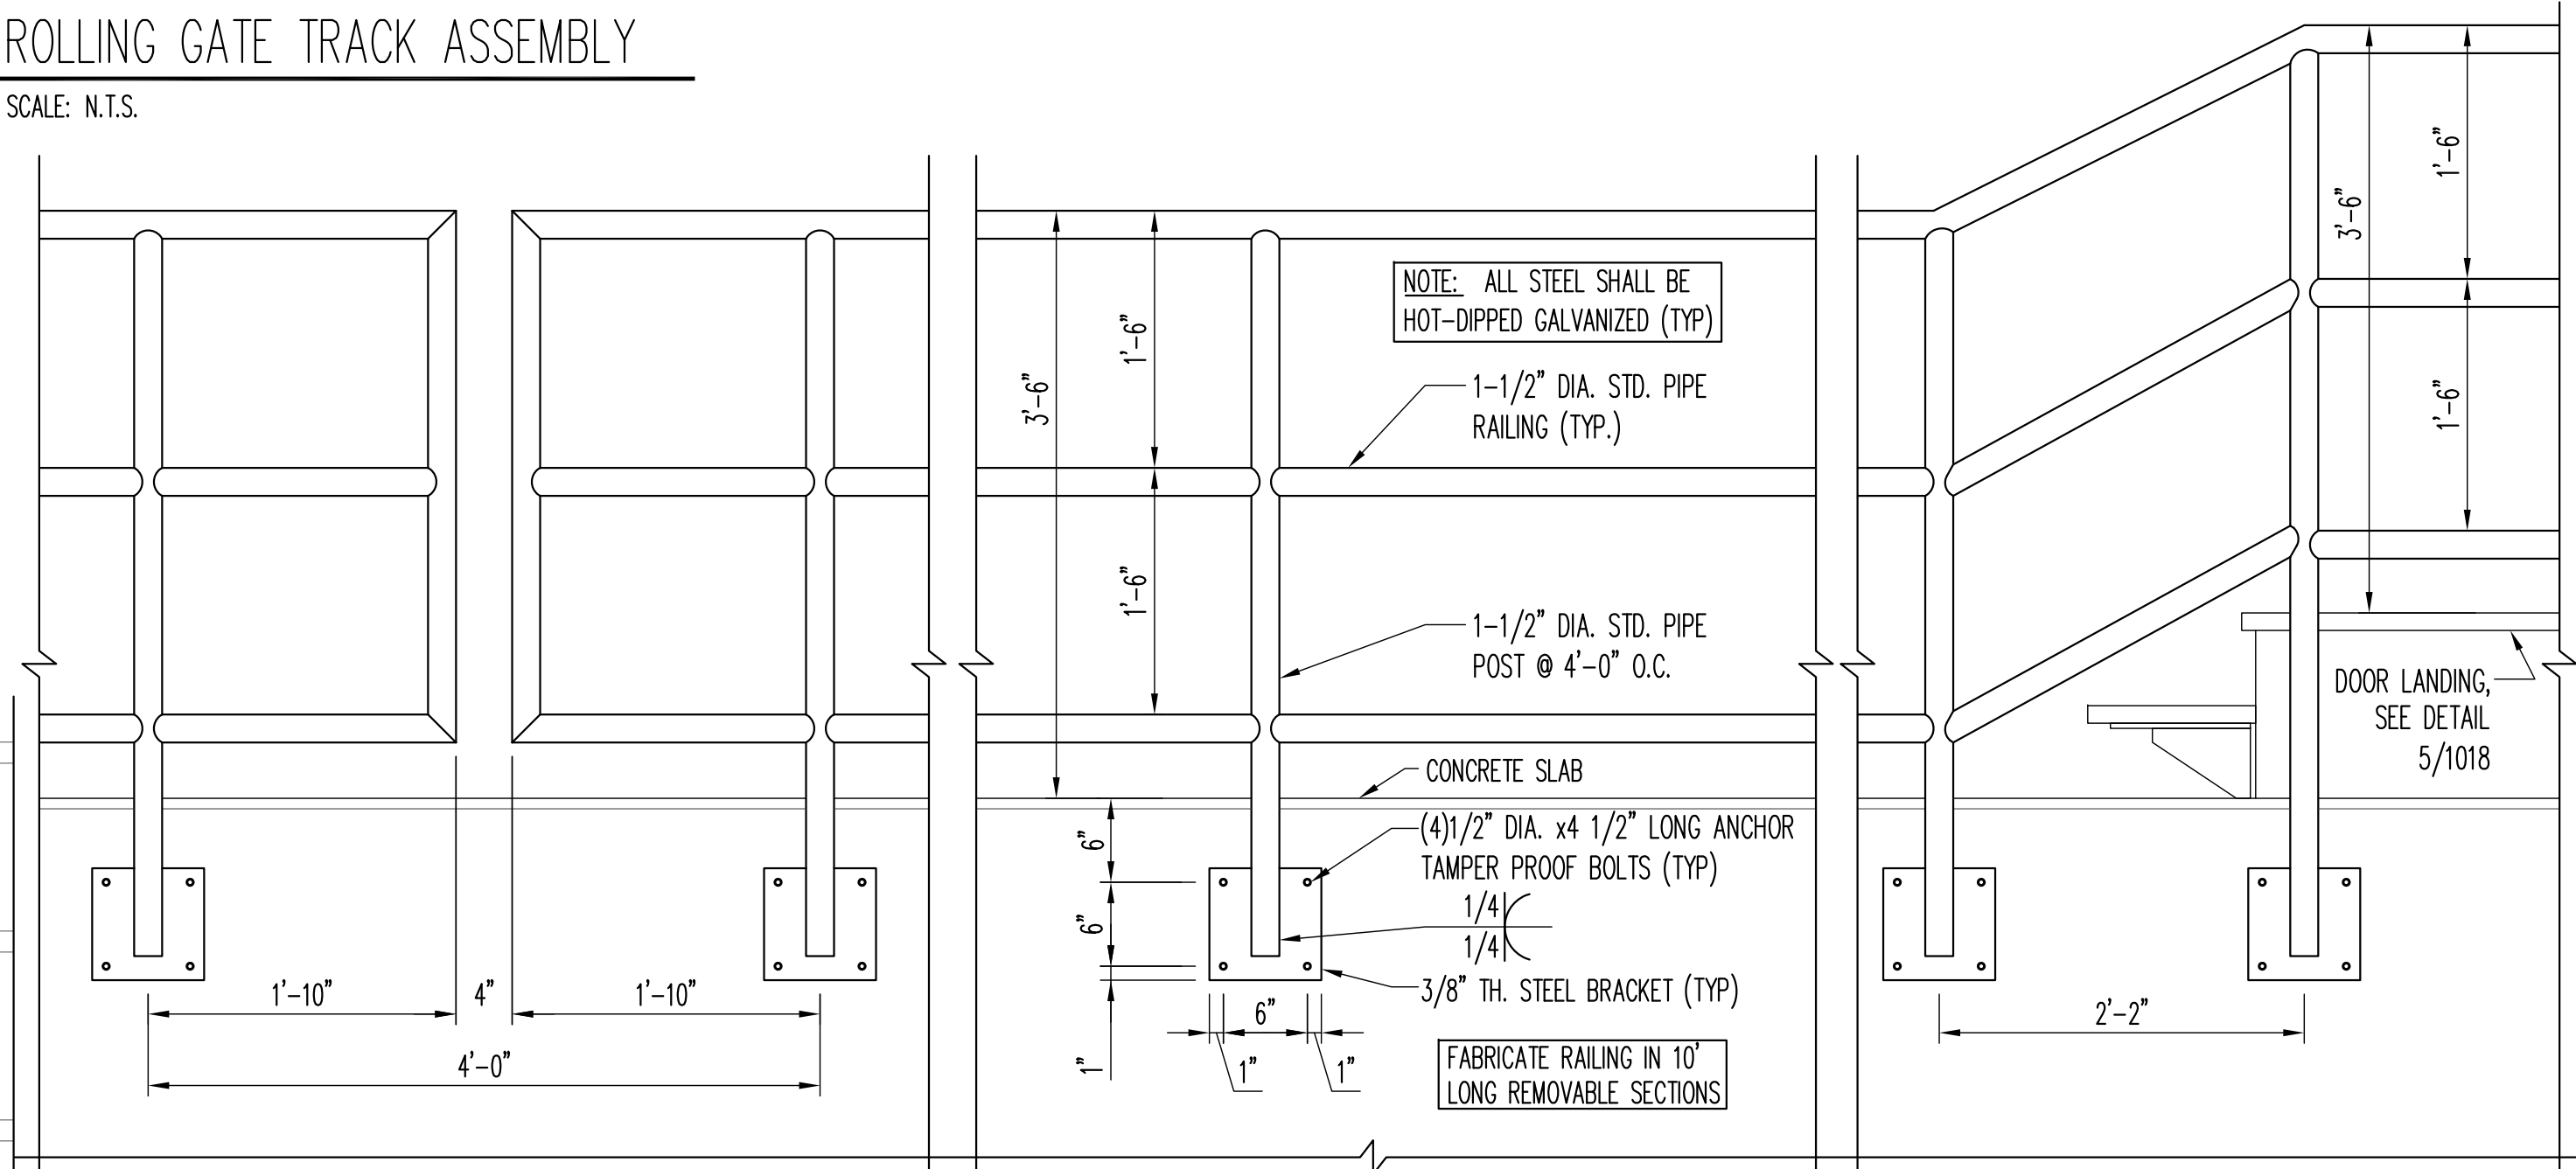 ROLLING GATE TRACK ASSEMBLY
SCALE: N.T.S.
1'-6"
3'-6"
1'-6"
NOTE: ALL STEEL SHALL BE
HOT-DIPPED GALVANIZED (TYP)
1'-6"
3'-6"
1'-6"
1-1/2" DIA. STD. PIPE
RAILING (TYP.)
1-1/2" DIA. STD. PIPE
POST @ 4'-0" O.C.
DOOR LANDING,
SEE DETAIL
5/1018
CONCRETE SLAB
6"
(4)1/2" DIA. x4 1/2" LONG ANCHOR
TAMPER PROOF BOLTS (TYP)
6"
1/4
1/4
3/8" TH. STEEL BRACKET (TYP)
1'-10"
4"
1'-10"
6"
2'-2"
4'-0"
1"
1"
1"
FABRICATE RAILING IN 10'
LONG REMOVABLE SECTIONS